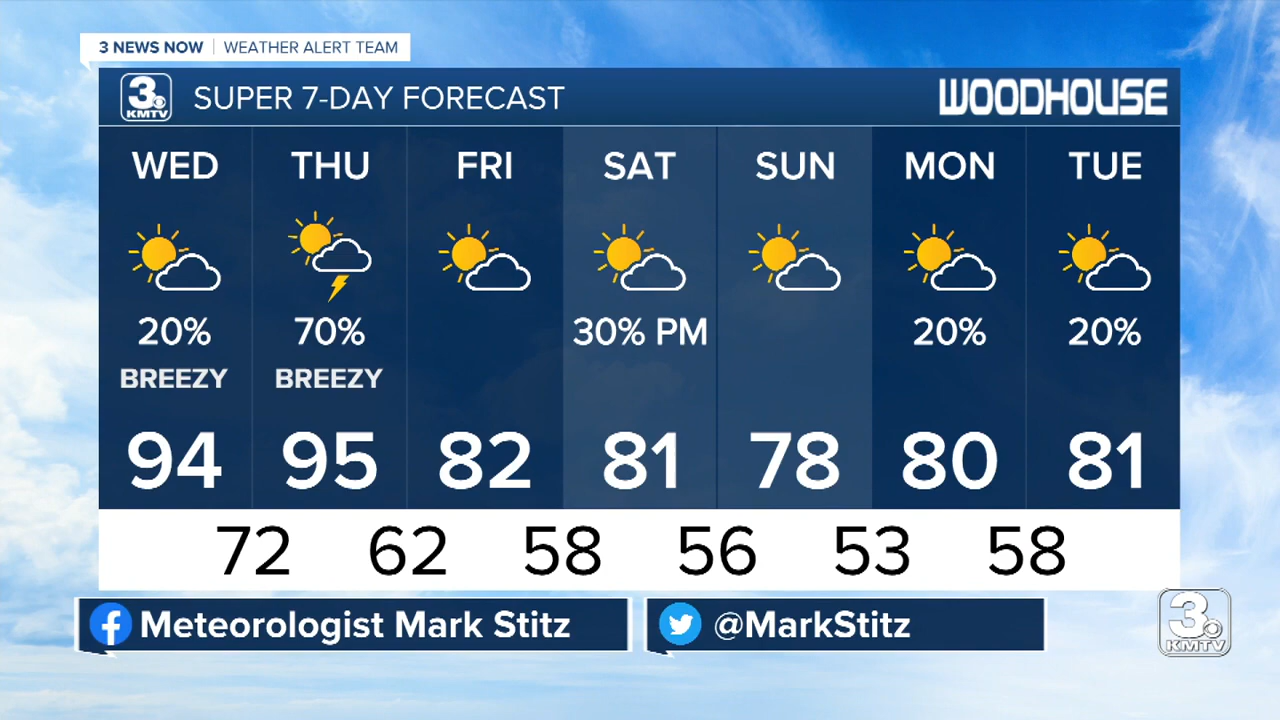 3 NEWS NOW | WEATHER ALERT TEAM
3 KMTV SUPER 7-DAY FORECAST WOODHOUSE
WED THU FRI SAT SUN MON TUE
20% 70% 30% PM 20% 20%
BREEZY BREEZY
94 95 82 81 78 80 81
72 62 58 56 53 58
Meteorologist Mark Stitz @MarkStitz
3 KMTV